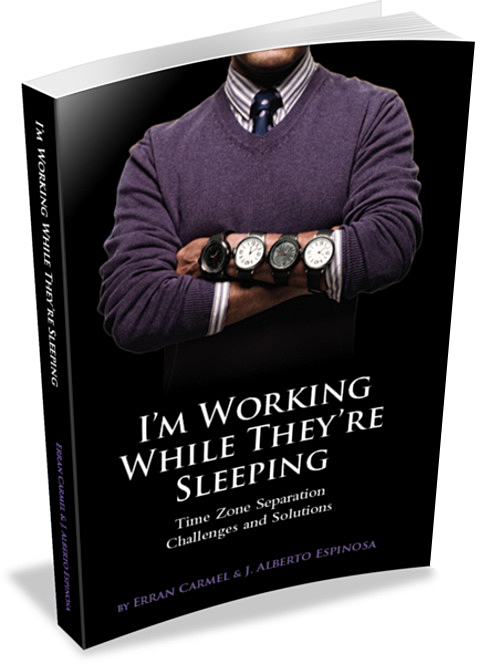 I'm Working While They're Sleeping
Erran Carmel & J. Alberto Espinosa
I'm Working
While They're
Sleeping
Time Zone Separation
Challenges and Solutions
by Erran Carmel & J. Alberto Espinosa